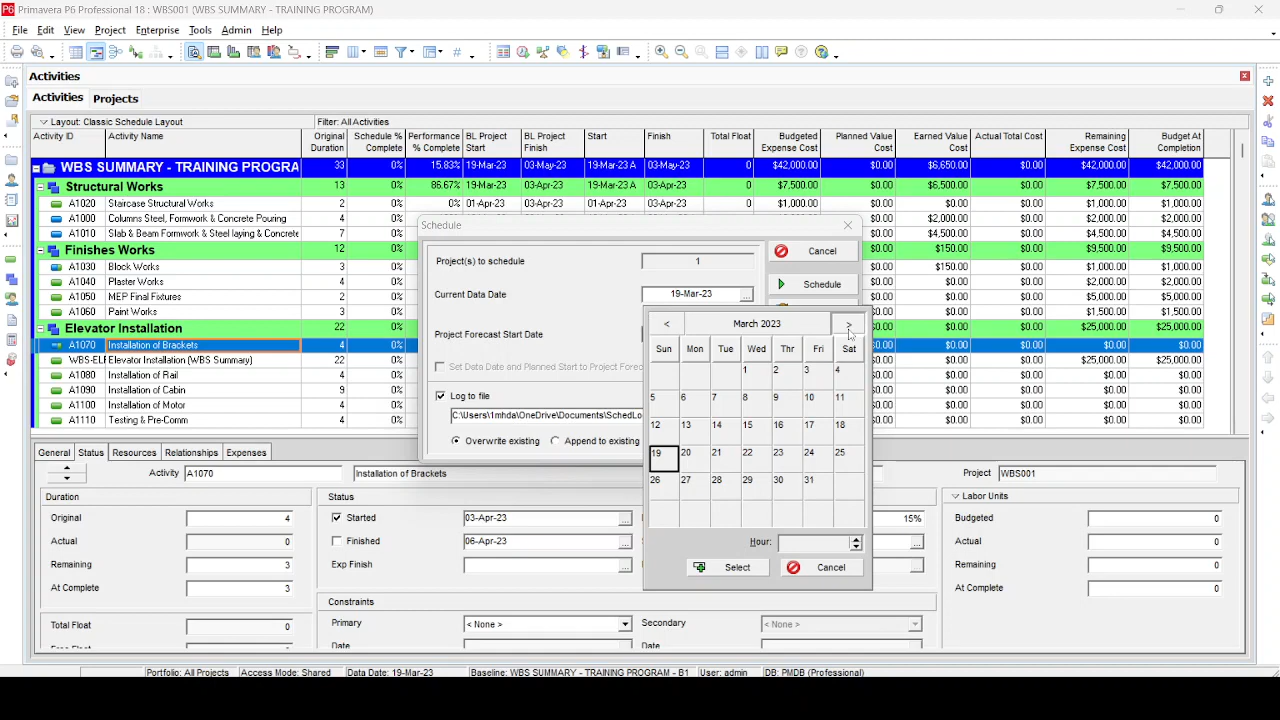 P6 Primavera P6 Professional 18 : WBS001 (WBS SUMMARY - TRAINING PROGRAM)
File Edit View Project Enterprise Tools Admin Help
Activities
Activities Projects
Layout: Classic Schedule Layout Filter: All Activities
Activity ID Activity Name Original Duration Schedule % Complete Performance % Complete BL Project Start BL Project Finish Start Finish Total Float Budgeted Expense Cost Planned Value Cost Earned Value Cost Actual Total Cost Remaining Expense Cost Budget At Completion
WBS SUMMARY - TRAINING PROGRA 33 0% 15.83% 19-Mar-23 03-May-23 19-Mar-23 A 03-May-23 0 $42,000.00 $0.00 $6,650.00 $0.00 $42,000.00 $42,000.00
Structural Works 13 0% 86.67% 19-Mar-23 03-Apr-23 19-Mar-23 A 03-Apr-23 0 $7,500.00 $0.00 $6,500.00 $0.00 $7,500.00 $7,500.00
A1020 Staircase Structural Works 2 0% 0% 01-Apr-23 03-Apr-23 01-Apr-23 03-Apr-23 0 $1,000.00 $0.00 $0.00 $0.00 $1,000.00 $1,000.00
A1000 Columns Steel, Formwork & Concrete Pouring 4 0% $2,000.00 $0.00 $2,000.00 $2,000.00
A1010 Slab & Beam Formwork & Steel laying & Concrete 7 0% $4,500.00 $0.00 $4,500.00 $4,500.00
Finishes Works 12 0% $150.00 $0.00 $9,500.00 $9,500.00
A1030 Block Works 3 0% $150.00 $0.00 $1,000.00 $1,000.00
A1040 Plaster Works 2 0% $0.00 $0.00 $2,000.00 $2,000.00
A1050 MEP Final Fixtures 2 0% $0.00 $0.00 $5,000.00 $5,000.00
A1060 Paint Works 3 0% $0.00 $0.00 $1,500.00 $1,500.00
Elevator Installation 22 0% $0.00 $0.00 $25,000.00 $25,000.00
A1070 Installation of Brackets 4 0% $0.00 $0.00 $0.00 $0.00
WBS-ELE Elevator Installation (WBS Summary) 22 0% $0.00 $0.00 $25,000.00 $25,000.00
A1080 Installation of Rail 4 0% $0.00 $0.00 $0.00 $0.00
A1090 Installation of Cabin 9 0% $0.00 $0.00 $0.00 $0.00
A1100 Installation of Motor 4 0% $0.00 $0.00 $0.00 $0.00
A1110 Testing & Pre-Comm 4 0% $0.00 $0.00 $0.00 $0.00
Schedule
Project(s) to schedule 1 Cancel
Current Data Date 19-Mar-23 ... Schedule
Project Forecast Start Date
Set Data Date and Planned Start to Project Forec
Log to file
C:\Users\1mhda\OneDrive\Documents\SchedLo
Overwrite existing Append to existing
< March 2023 >
Sun Mon Tue Wed Thr Fri Sat
1 2 3 4
5 6 7 8 9 10 11
12 13 14 15 16 17 18
19 20 21 22 23 24 25
26 27 28 29 30 31
Hour:
Select Cancel
General Status Resources Relationships Expenses
Activity A1070 Installation of Brackets Project WBS001
Duration Status Labor Units
Original 4 Started 03-Apr-23 ... 15% Budgeted 0
Actual 0 Finished 06-Apr-23 ... Actual 0
Remaining 3 Exp Finish ... Remaining 0
At Complete 3 At Complete 0
Constraints
Total Float 0 Primary < None > Secondary < None >
Date Date
Portfolio: All Projects Access Mode: Shared Data Date: 19-Mar-23 Baseline: WBS SUMMARY - TRAINING PROGRAM - B1 User: admin DB: PMDB (Professional)